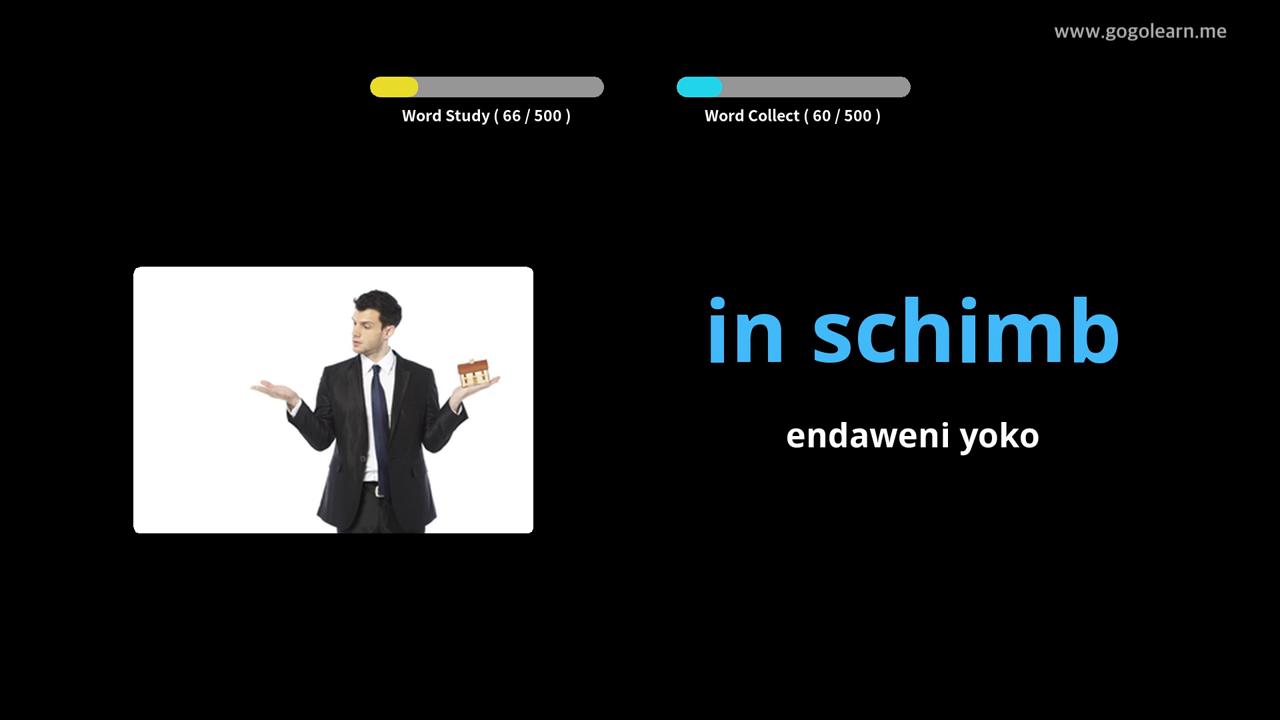 www.gogolearn.me
Word Study ( 66 / 500 )
Word Collect ( 60 / 500 )
in schimb
endaweni yoko